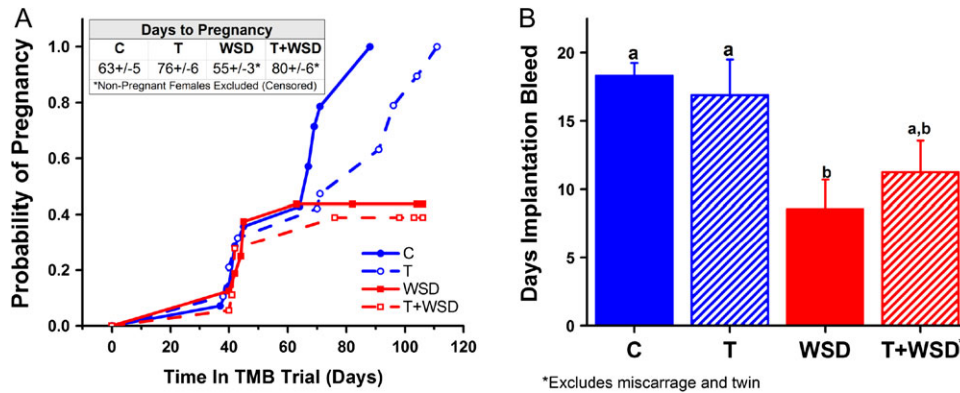 A
Days to Pregnancy
C T WSD T+WSD
63+/-5 76+/-6 55+/-3* 80+/-6*
*Non-Pregnant Females Excluded (Censored)
Probability of Pregnancy
1.0
0.8
0.6
0.4
0.2
0.0
C
T
WSD
T+WSD
0 20 40 60 80 100 120
Time In TMB Trial (Days)
B
Days Implantation Bleed
20
15
10
5
0
a
a
b
a,b
C T WSD T+WSD*
*Excludes miscarrage and twin